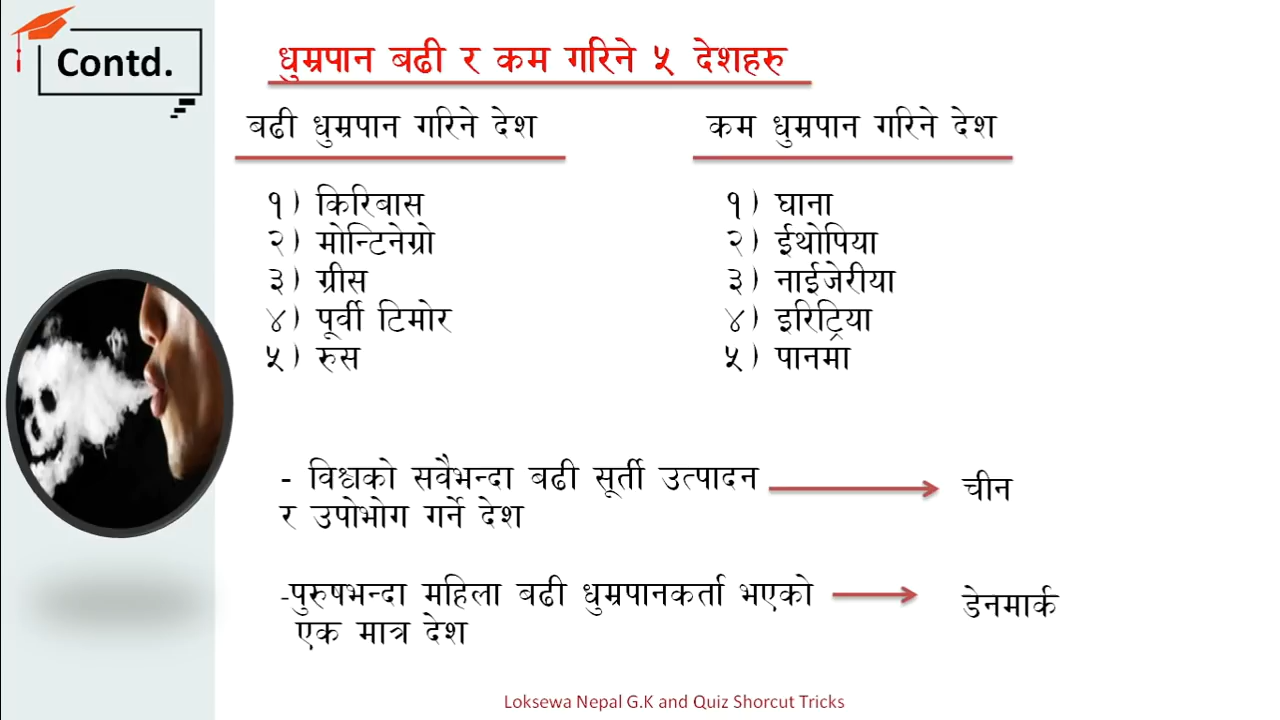 Contd.
धुम्रपान बढी र कम गरिने ५ देशहरु
बढी धुम्रपान गरिने देश
१) किरिबास
२) मोन्टिनेग्रो
३) ग्रीस
४) पूर्वी टिमोर
५) रुस
कम धुम्रपान गरिने देश
१) घाना
२) ईथोपिया
३) नाईजेरीया
४) इरिट्रिया
५) पानमा
- विश्वको सवैभन्दा बढी सूर्ती उत्पादन
र उपोभोग गर्ने देश
चीन
-पुरुषभन्दा महिला बढी धुम्रपानकर्ता भएको
एक मात्र देश
डेनमार्क
Loksewa Nepal G.K and Quiz Shorcut Tricks